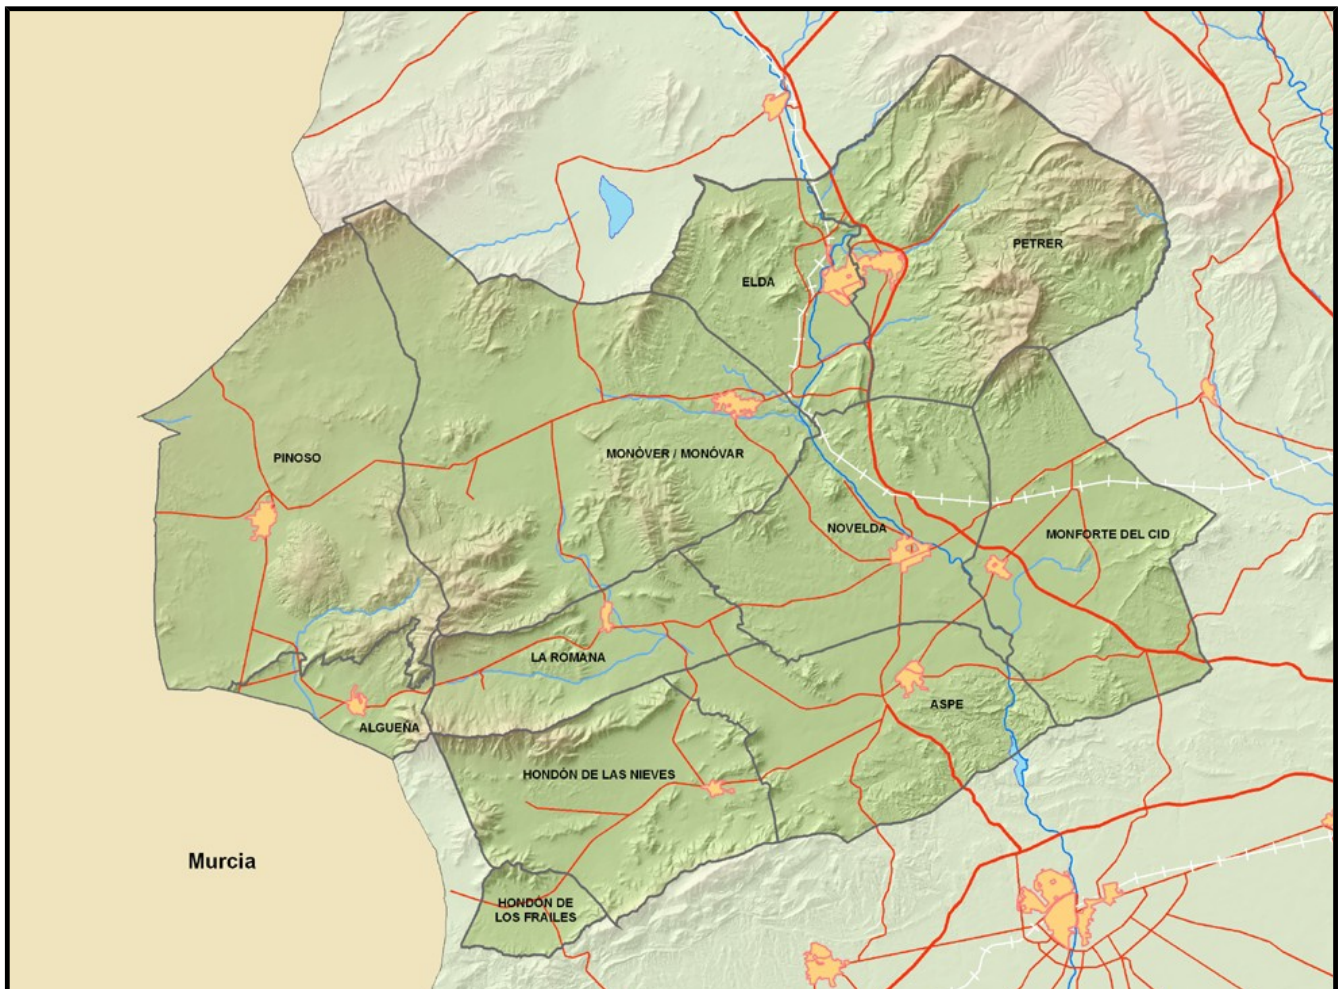 PETRER
ELDA
PINOSO
MONÒVER / MONÓVAR
NOVELDA
MONFORTE DEL CID
LA ROMANA
ASPE
ALGUEÑA
HONDÓN DE LAS NIEVES
Murcia
HONDÓN DE
LOS FRAILES